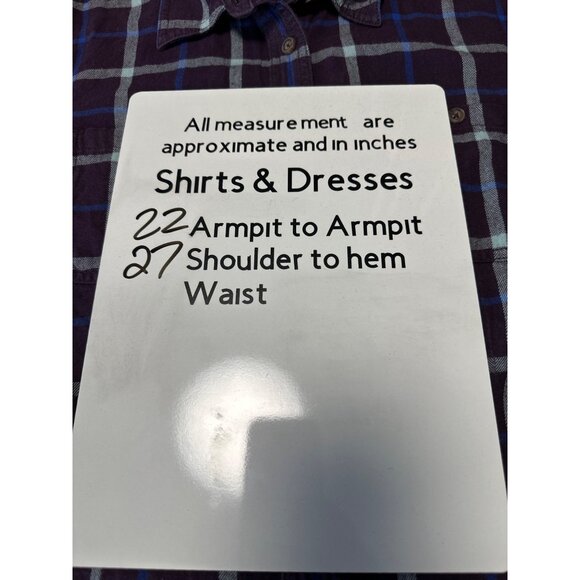 All measurement are
approximate and in inches
Shirts & Dresses
22 Armpit to Armpit
27 Shoulder to hem
Waist